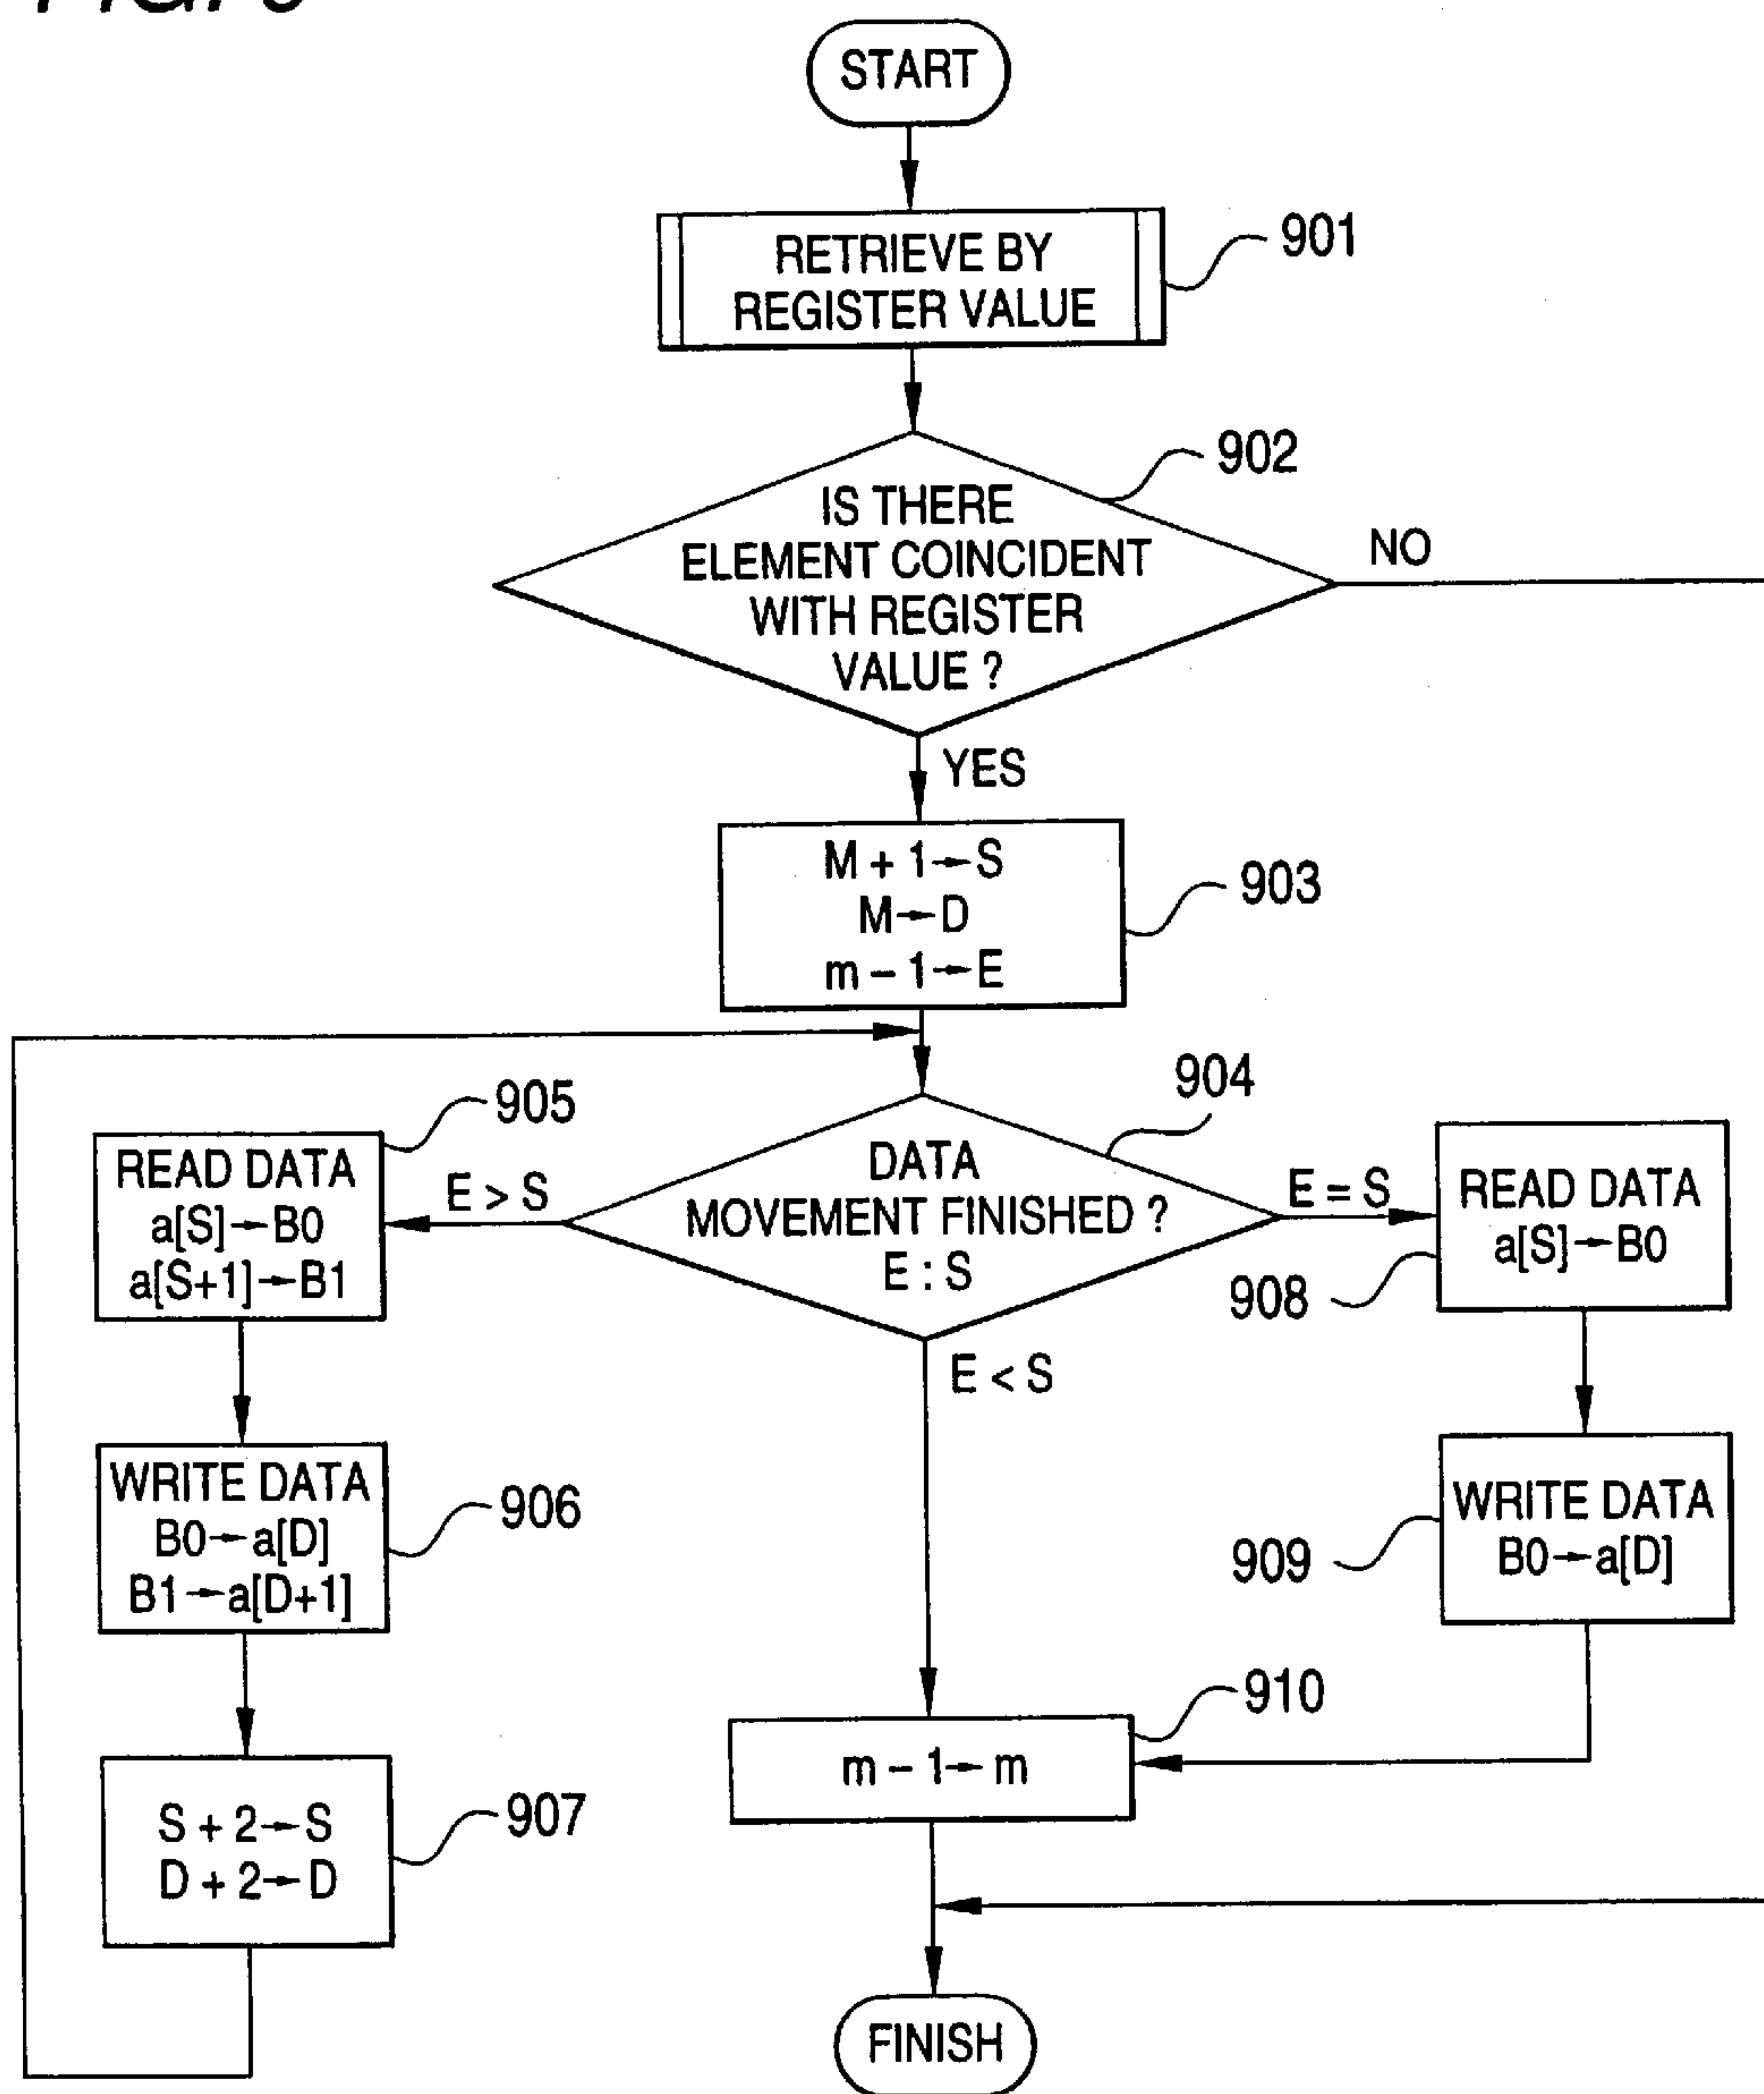 START
RETRIEVE BY
REGISTER VALUE
901
902
IS THERE
ELEMENT COINCIDENT
WITH REGISTER
VALUE ?
NO
YES
M + 1→S
M→D
m – 1→E
903
904
905
READ DATA
a[S]→B0
a[S+1]→B1
E > S
DATA
MOVEMENT FINISHED ?
E : S
E = S
READ DATA
a[S]→B0
908
E < S
WRITE DATA
B0→a[D]
B1→a[D+1]
906
WRITE DATA
B0→a[D]
909
910
m – 1→ m
S + 2→S
D + 2→D
907
FINISH